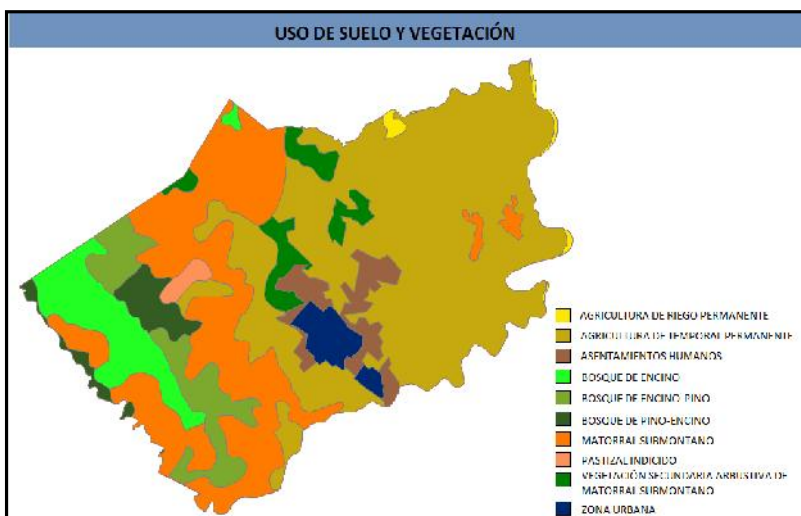 USO DE SUELO Y VEGETACIÓN
AGRICULTURA DE RIEGO PERMANENTE
AGRICULTURA DE TEMPORAL PERMANENTE
ASENTAMIENTOS HUMANOS
BOSQUE DE ENCINO
BOSQUE DE ENCINO-PINO
BOSQUE DE PINO-ENCINO
MATORRAL SUBMONTANO
PASTIZAL INDICIDO
VEGETACIÓN SECUNDARIA ARBUSTIVA DE
MATORRAL SUBMONTANO
ZONA URBANA